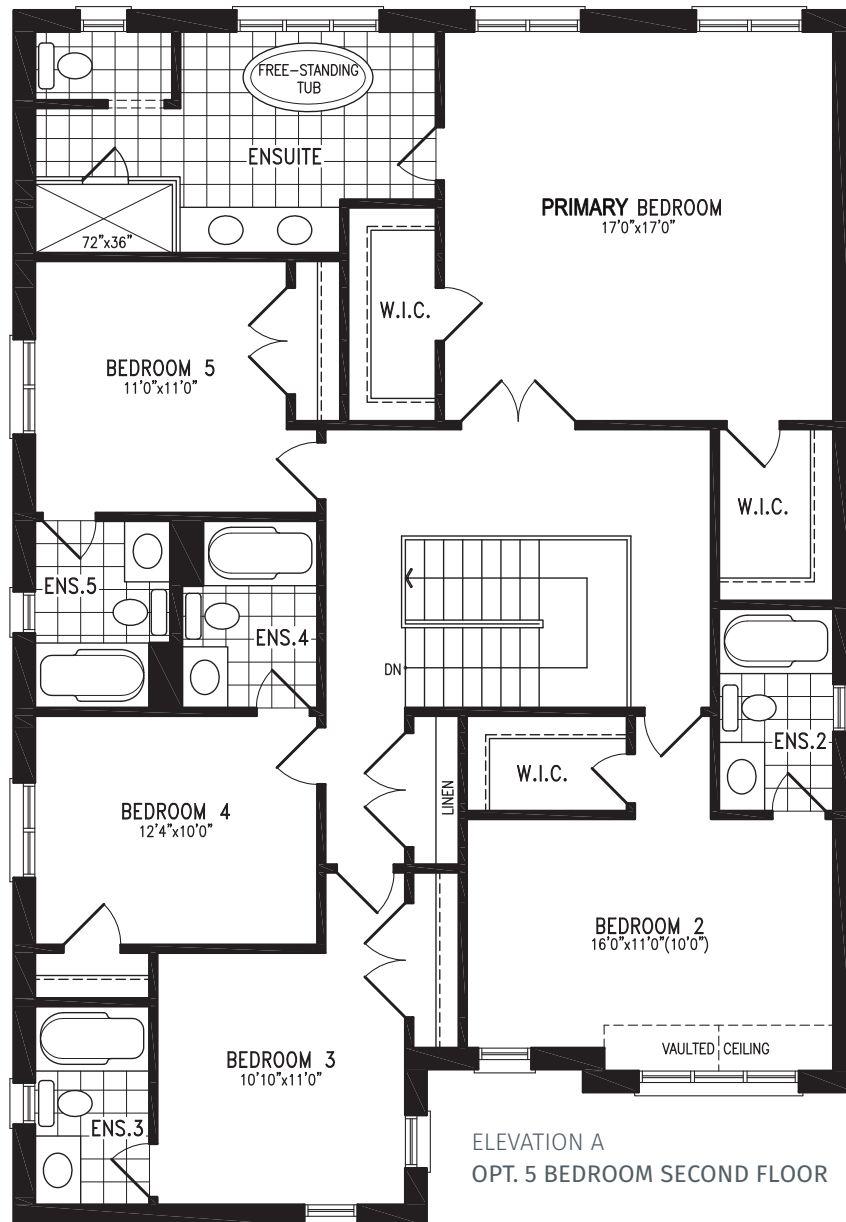 FREE-STANDING
TUB
ENSUITE
72"x36"
PRIMARY BEDROOM
17'0"x17'0"
W.I.C.
BEDROOM 5
11'0"x11'0"
W.I.C.
ENS.5
ENS.4
DN
ENS.2
W.I.C.
LINEN
BEDROOM 4
12'4"x10'0"
BEDROOM 2
16'0"x11'0"(10'0")
VAULTED CEILING
BEDROOM 3
10'10"x11'0"
ENS.3
ELEVATION A
OPT. 5 BEDROOM SECOND FLOOR